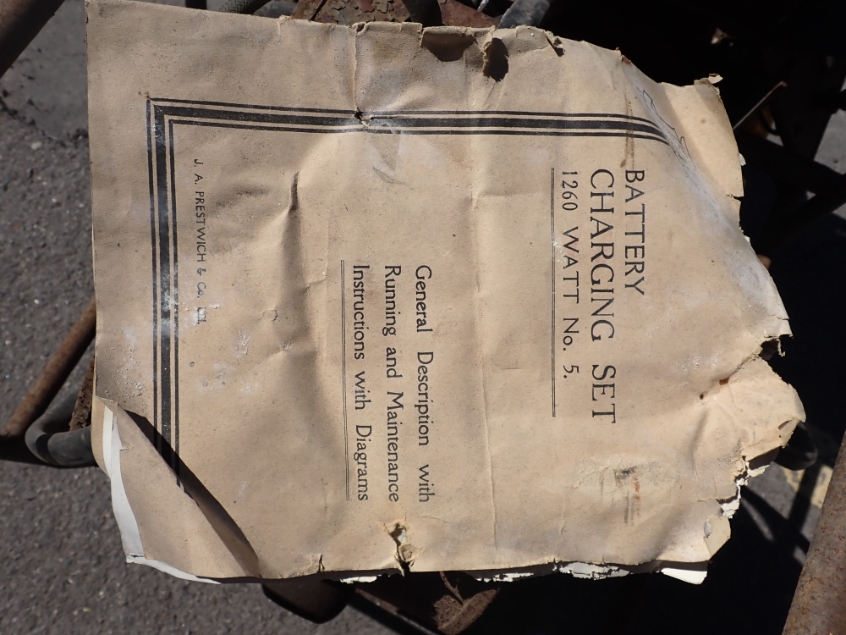 BATTERY
CHARGING SET
1260 WATT No. 5.
General Description with
Running and Maintenance
Instructions with Diagrams
J. A. PRESTWICH & Co. Ltd.